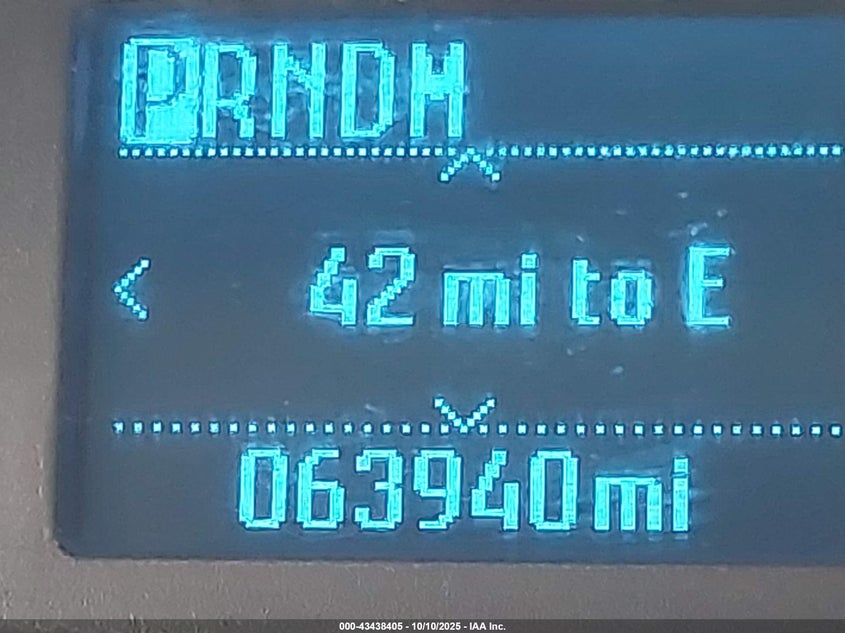 PRNDM
< 42 mi to E
063940mi
000-43438405 - 10/10/2025 - IAA Inc.